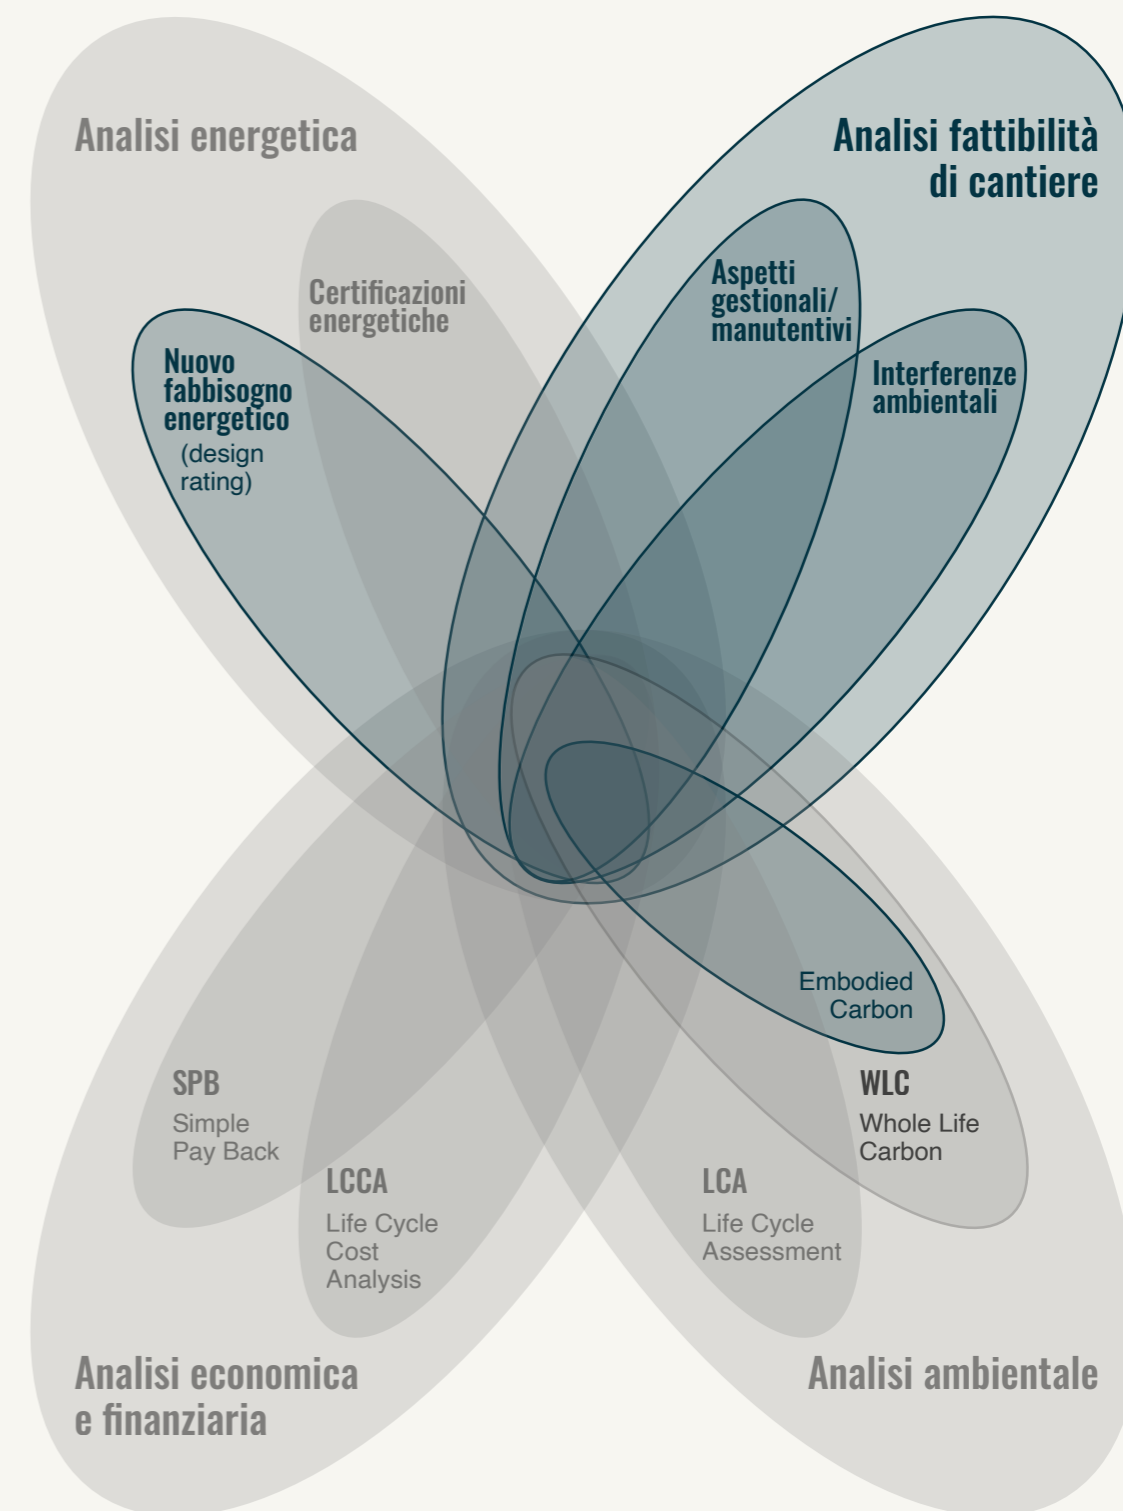 Analisi energetica
Analisi fattibilità
di cantiere
Certificazioni
energetiche
Aspetti
gestionali/
manutentivi
Nuovo
fabbisogno
energetico
(design
rating)
Interferenze
ambientali
Embodied
Carbon
SPB
Simple
Pay Back
WLC
Whole Life
Carbon
LCCA
Life Cycle
Cost
Analysis
LCA
Life Cycle
Assessment
Analisi economica
e finanziaria
Analisi ambientale